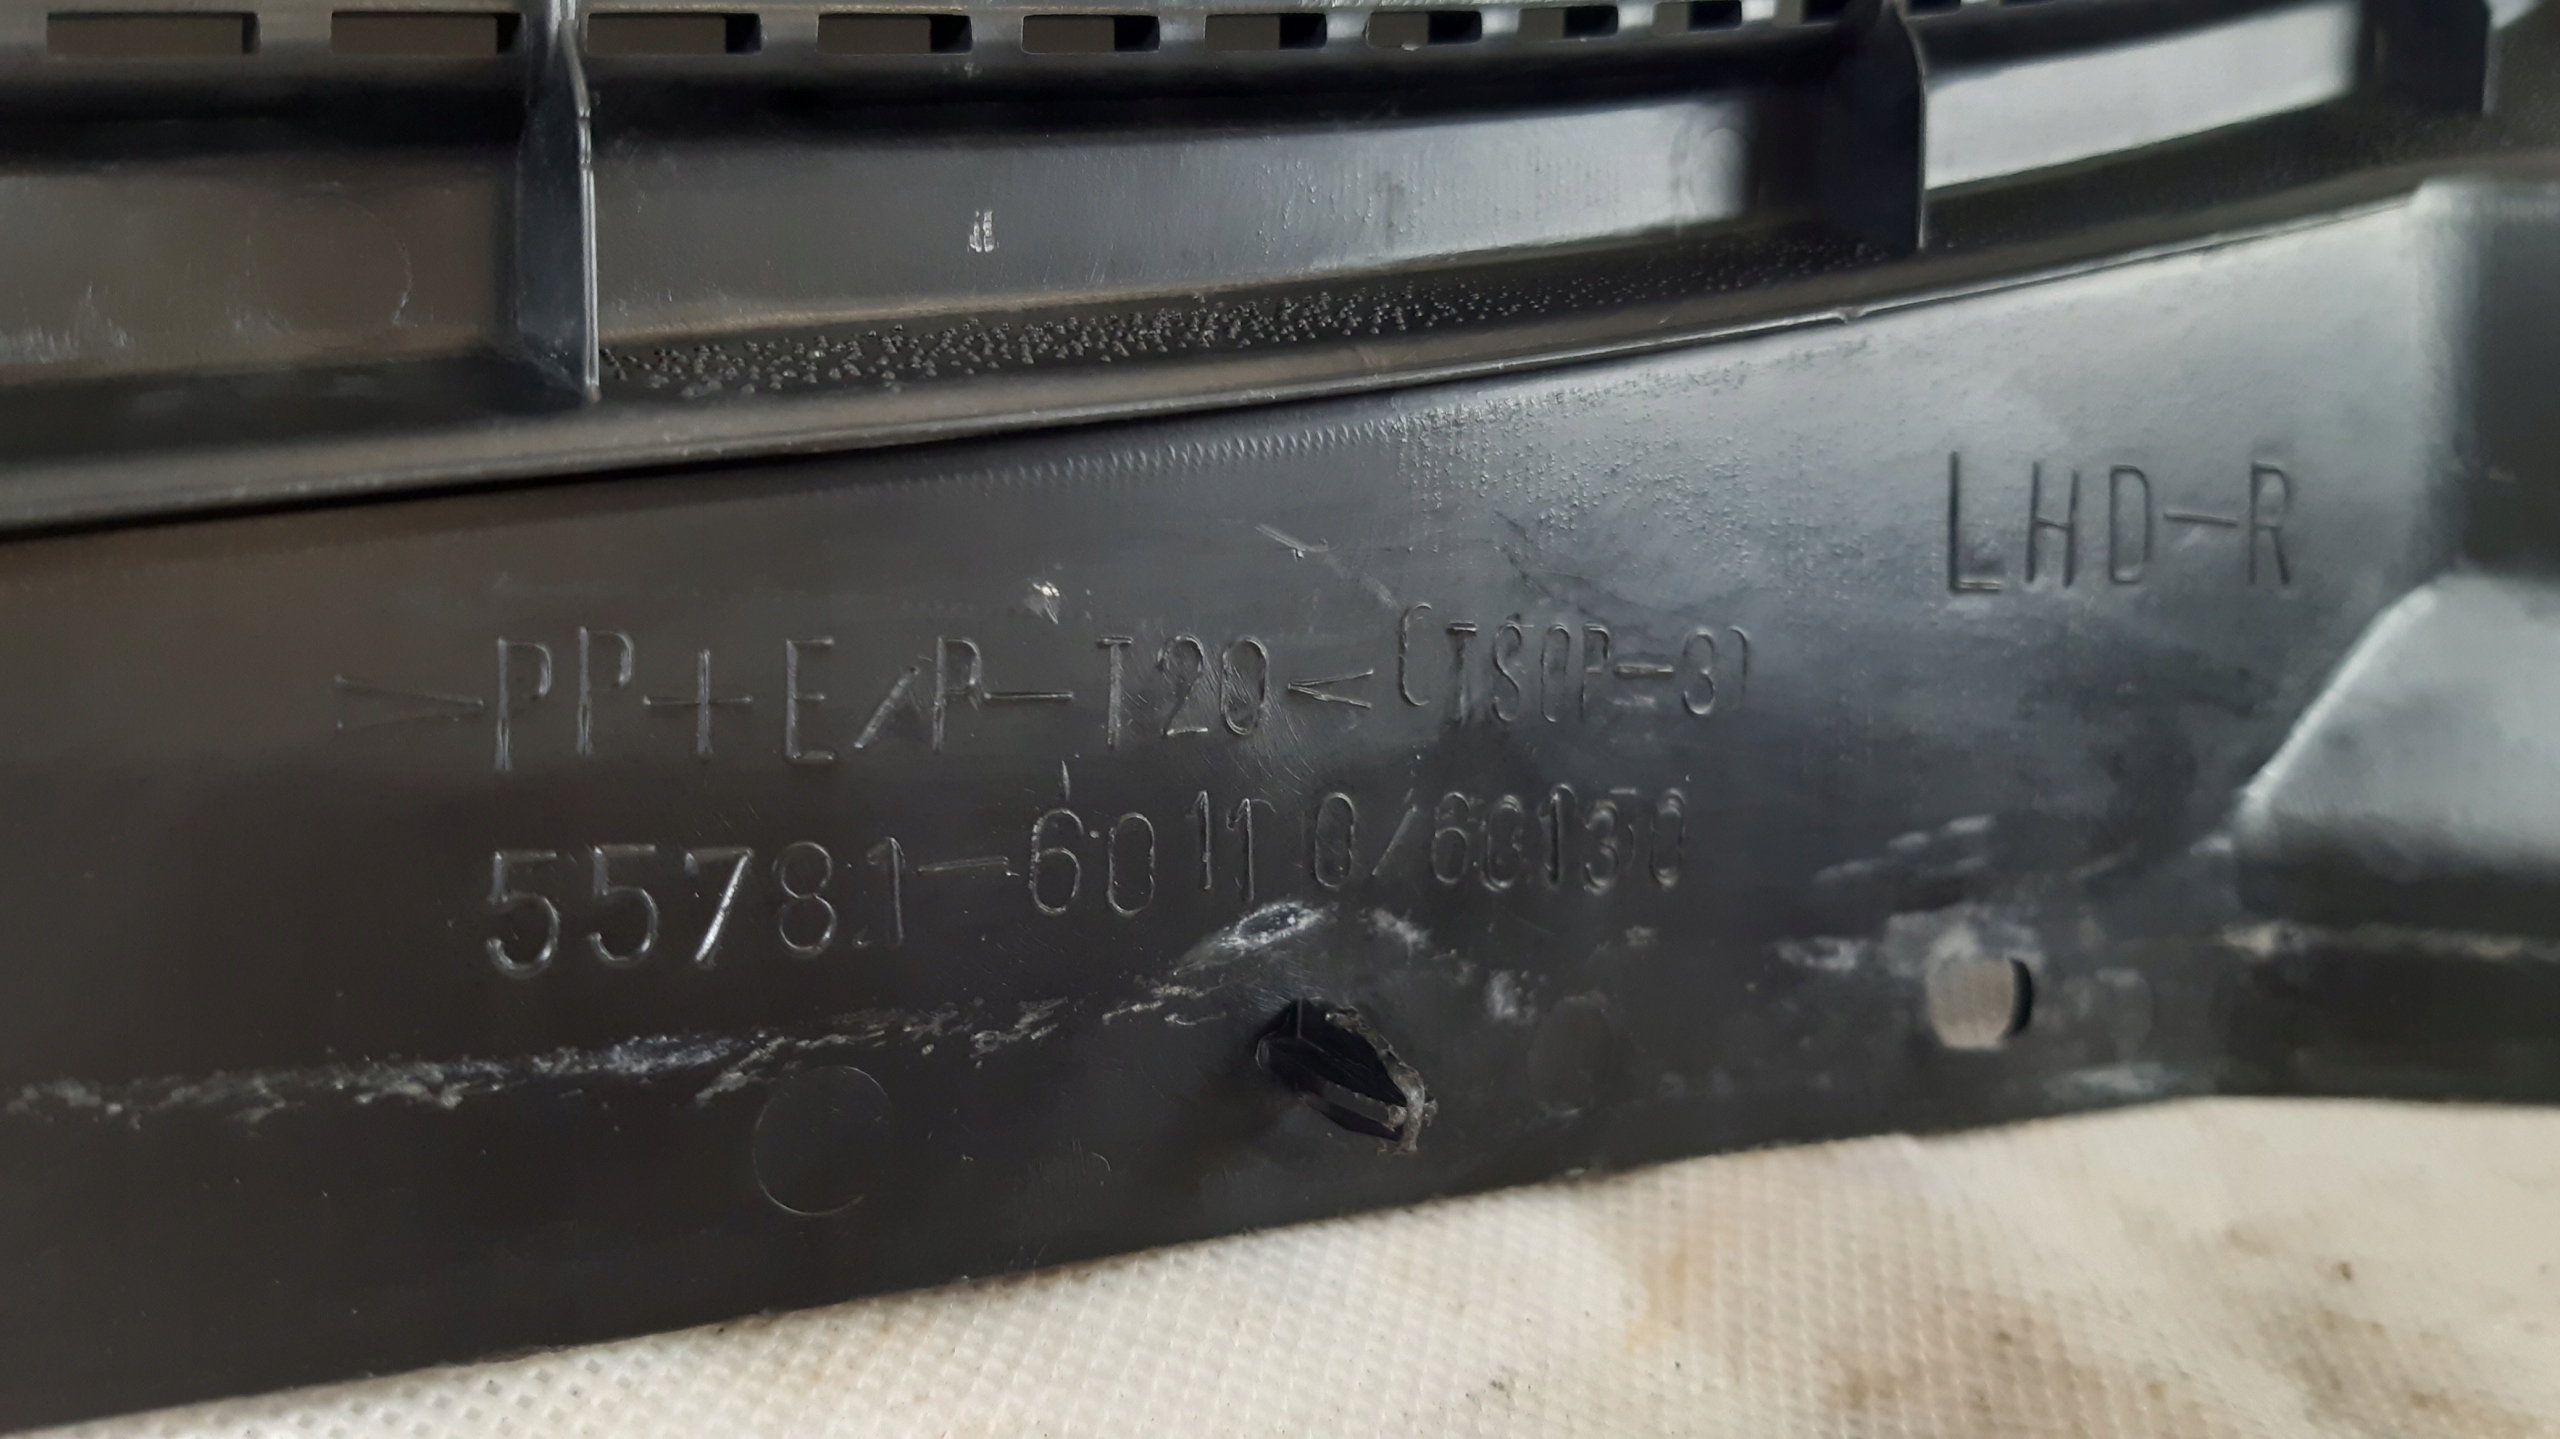 LHD-R
>PP+E/P-T20< (TSOP-3)
55781-60110/60130